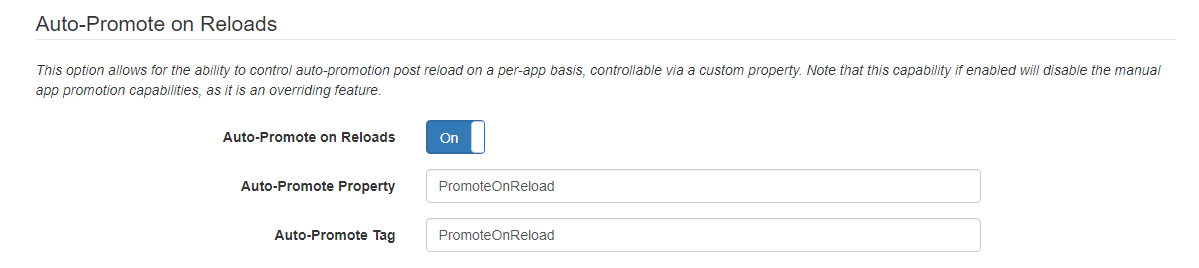 Auto-Promote on Reloads
This option allows for the ability to control auto-promotion post reload on a per-app basis, controllable via a custom property. Note that this capability if enabled will disable the manual
app promotion capabilities, as it is an overriding feature.
Auto-Promote on Reloads On
Auto-Promote Property PromoteOnReload
Auto-Promote Tag PromoteOnReload